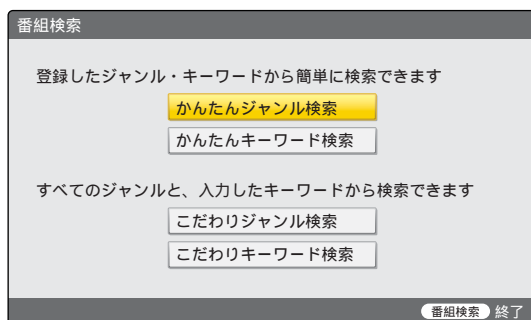 番組検索
登録したジャンル・キーワードから簡単に検索できます
かんたんジャンル検索
かんたんキーワード検索
すべてのジャンルと、入力したキーワードから検索できます
こだわりジャンル検索
こだわりキーワード検索
番組検索 終了